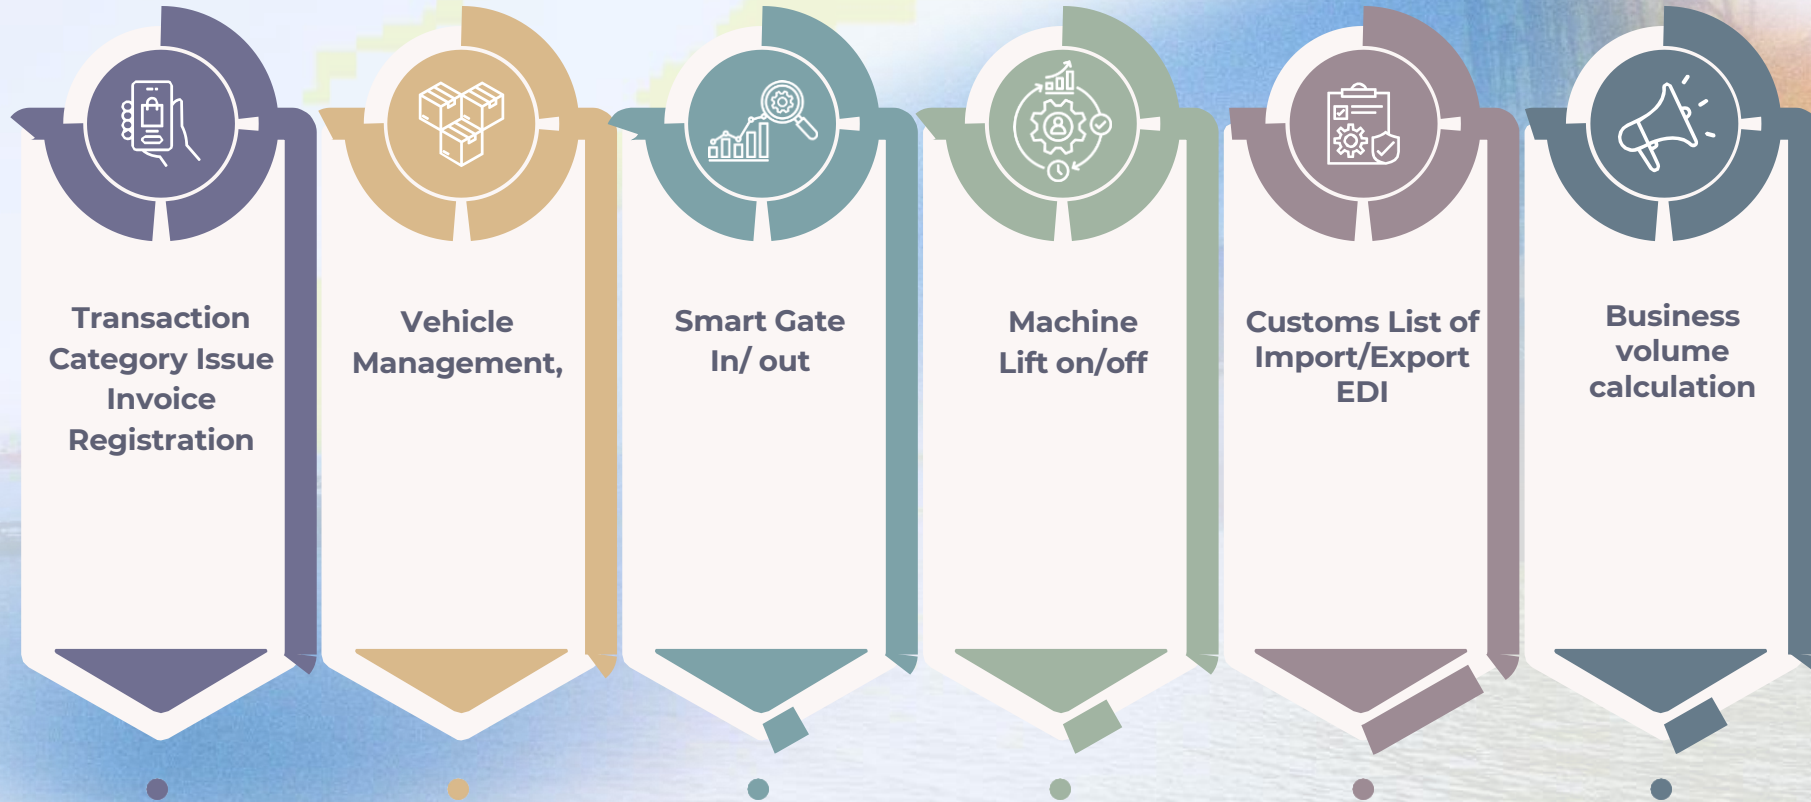 Transaction
Category Issue
Invoice
Registration
Vehicle
Management,
Smart Gate
In/ out
Machine
Lift on/off
Customs List of
Import/Export
EDI
Business
volume
calculation